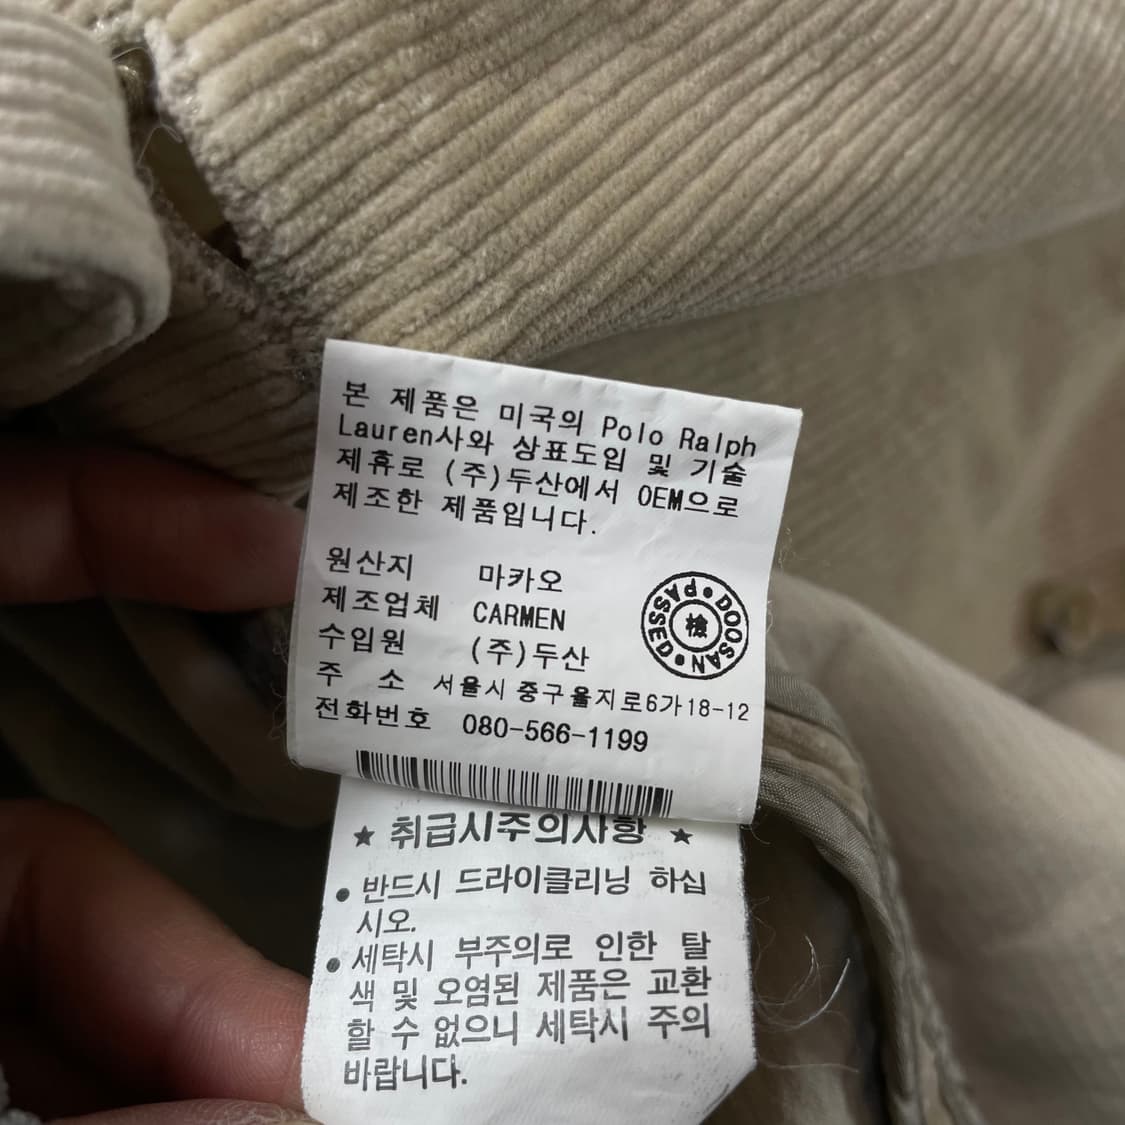 본 제품은 미국의 Polo Ralph
Lauren사와 상표도입 및 기술
제휴로 (주)두산에서 OEM으로
제조한 제품입니다.
원산지 마카오
제조업체 CARMEN
수입원 (주)두산
주 소 서울시 중구 을지로6가18-12
전화번호 080-566-1199
DOOSAN PASSED
檢
★ 취급시주의사항 ★
● 반드시 드라이클리닝 하십
시오.
● 세탁시 부주의로 인한 탈
색 및 오염된 제품은 교환
할 수 없으니 세탁시 주의
바랍니다.